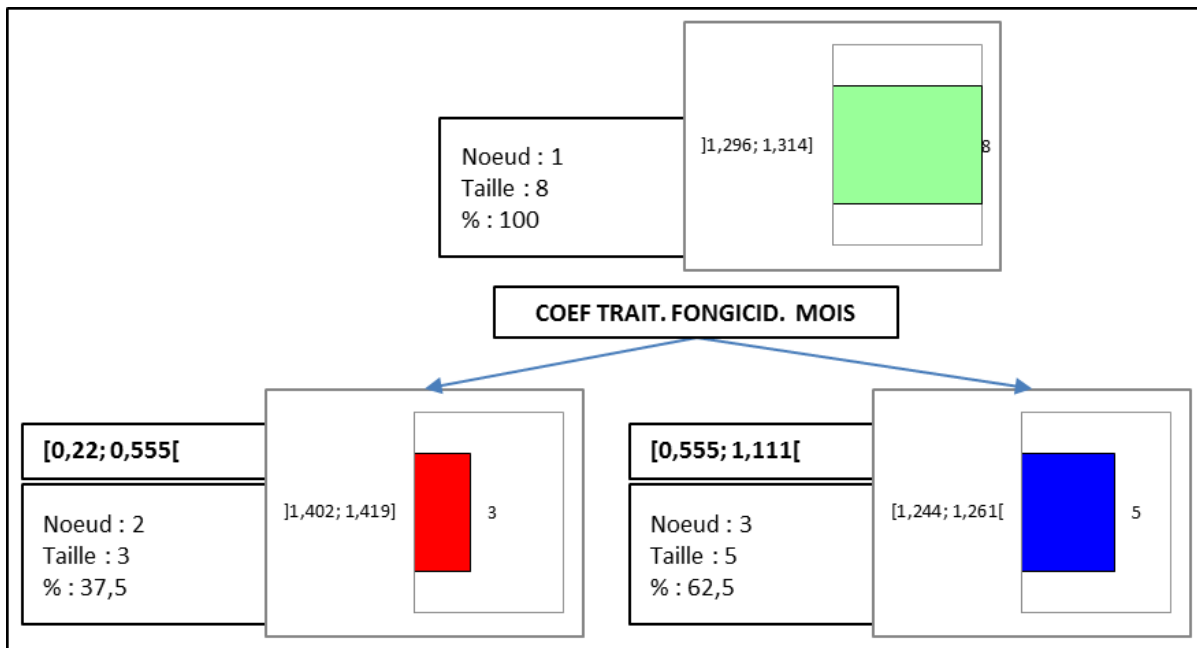 ]1,296; 1,314]
8
Noeud : 1
Taille : 8
% : 100
COEF TRAIT. FONGICID. MOIS
[0,22; 0,555[
Noeud : 2
Taille : 3
% : 37,5
]1,402; 1,419]
3
[0,555; 1,111[
Noeud : 3
Taille : 5
% : 62,5
[1,244; 1,261[
5